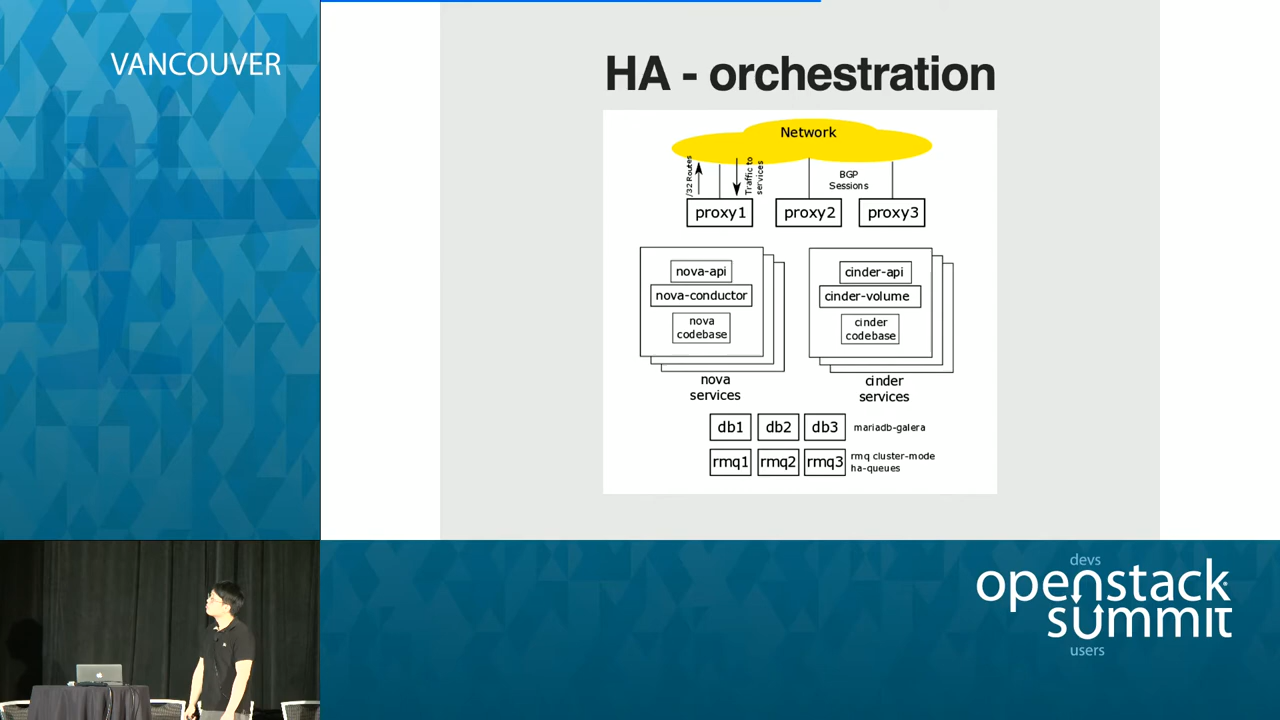 VANCOUVER
HA - orchestration
Network
/32 Routes
Traffic to
services
BGP
Sessions
proxy1
proxy2
proxy3
nova-api
nova-conductor
nova
codebase
nova
services
cinder-api
cinder-volume
cinder
codebase
cinder
services
db1
db2
db3
mariadb-galera
rmq1
rmq2
rmq3
rmq cluster-mode
ha-queues
devs
openstack
summit
users